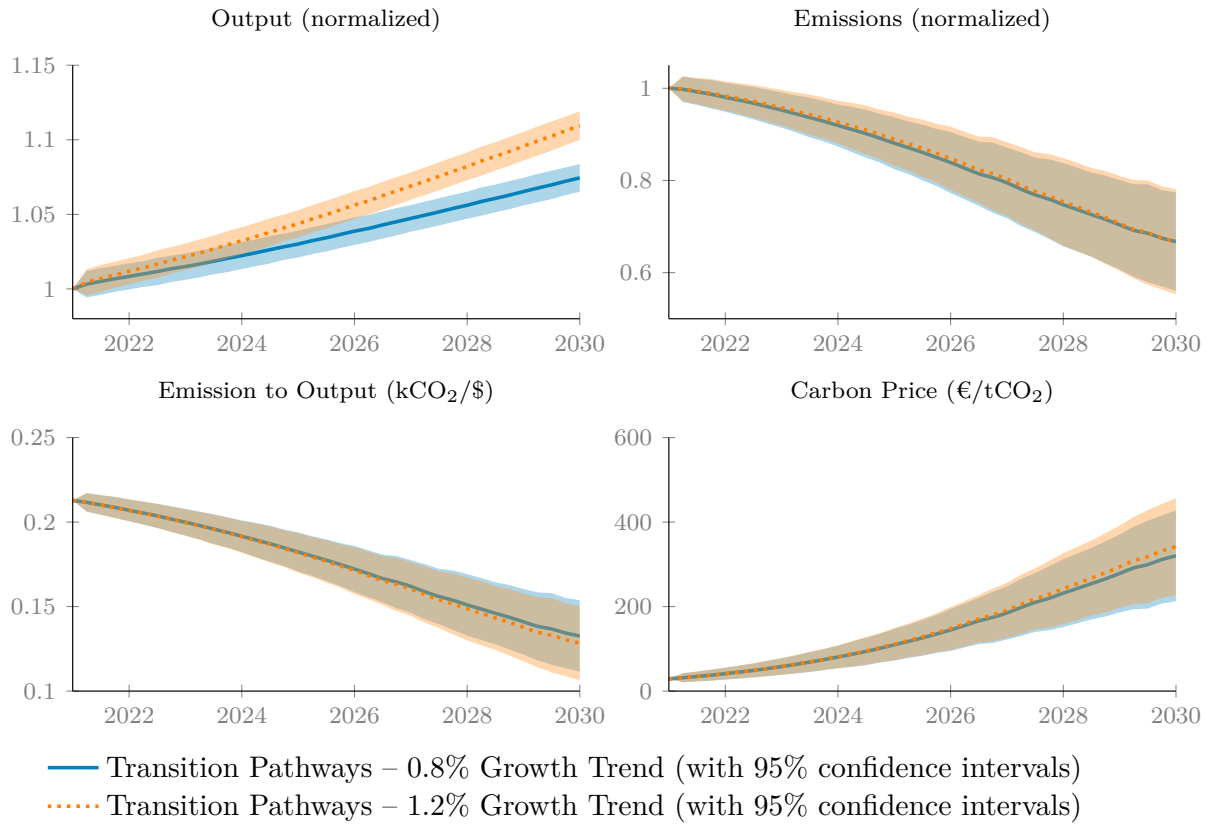 Output (normalized)
1.15
1.1
1.05
1
2022 2024 2026 2028 2030
Emissions (normalized)
1
0.8
0.6
2022 2024 2026 2028 2030
Emission to Output (kCO₂/$)
0.25
0.2
0.15
0.1
2022 2024 2026 2028 2030
Carbon Price (€/tCO₂)
600
400
200
0
2022 2024 2026 2028 2030
Transition Pathways – 0.8% Growth Trend (with 95% confidence intervals)
Transition Pathways – 1.2% Growth Trend (with 95% confidence intervals)